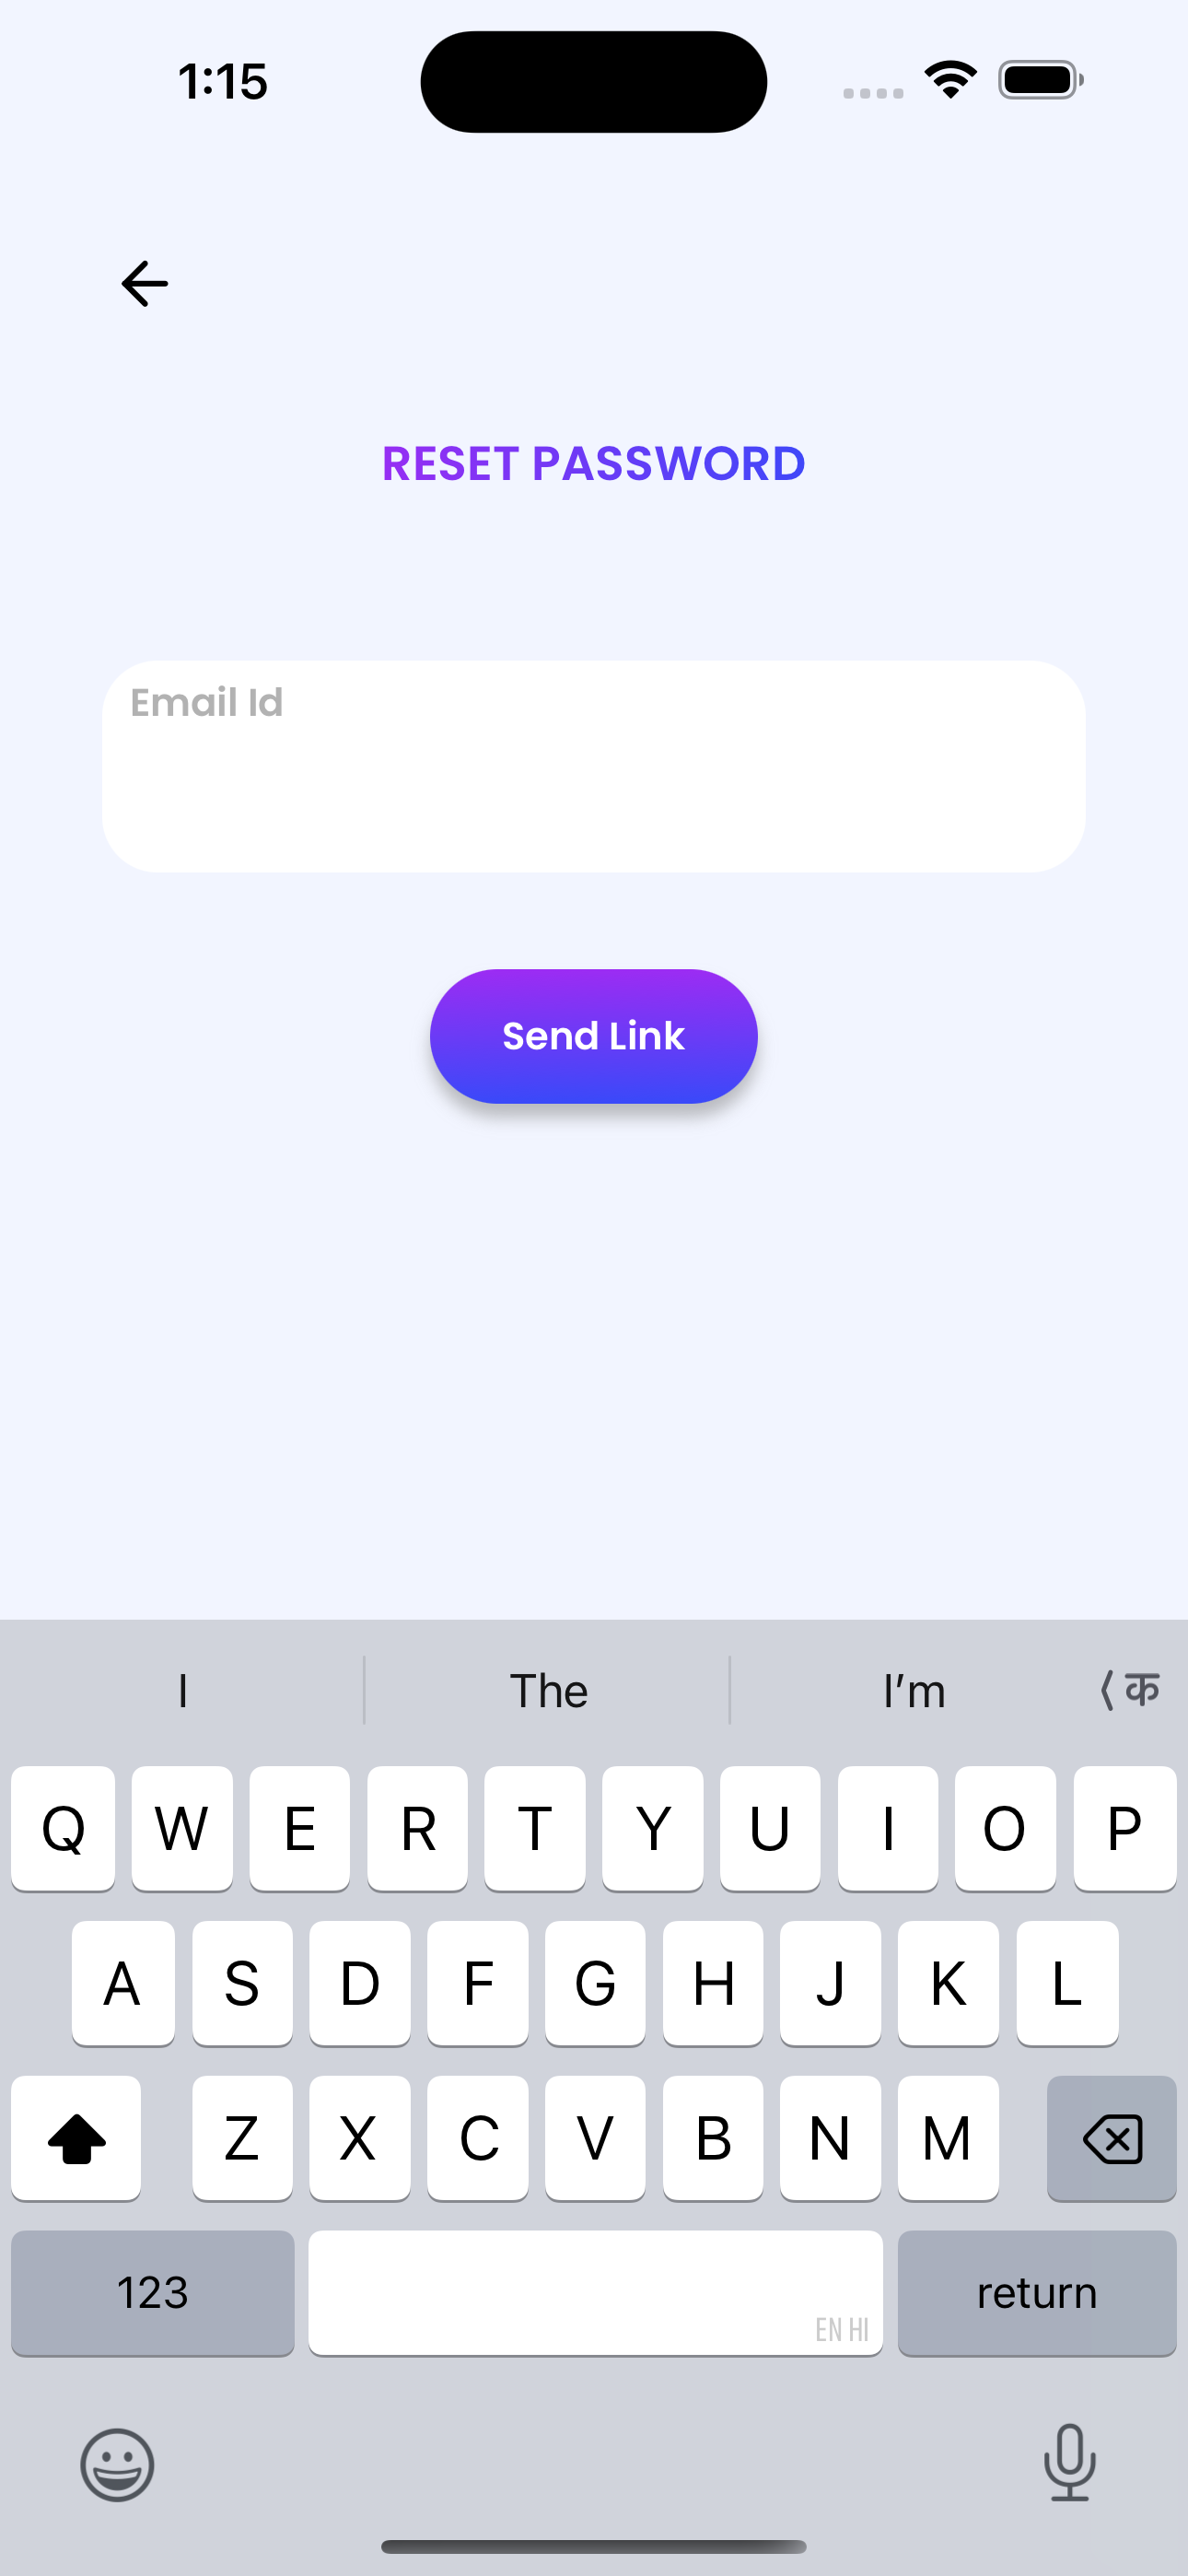 1:15
RESET PASSWORD
Email Id
Send Link
I The I’m क
Q W E R T Y U I O P
A S D F G H J K L
Z X C V B N M
123 EN HI return